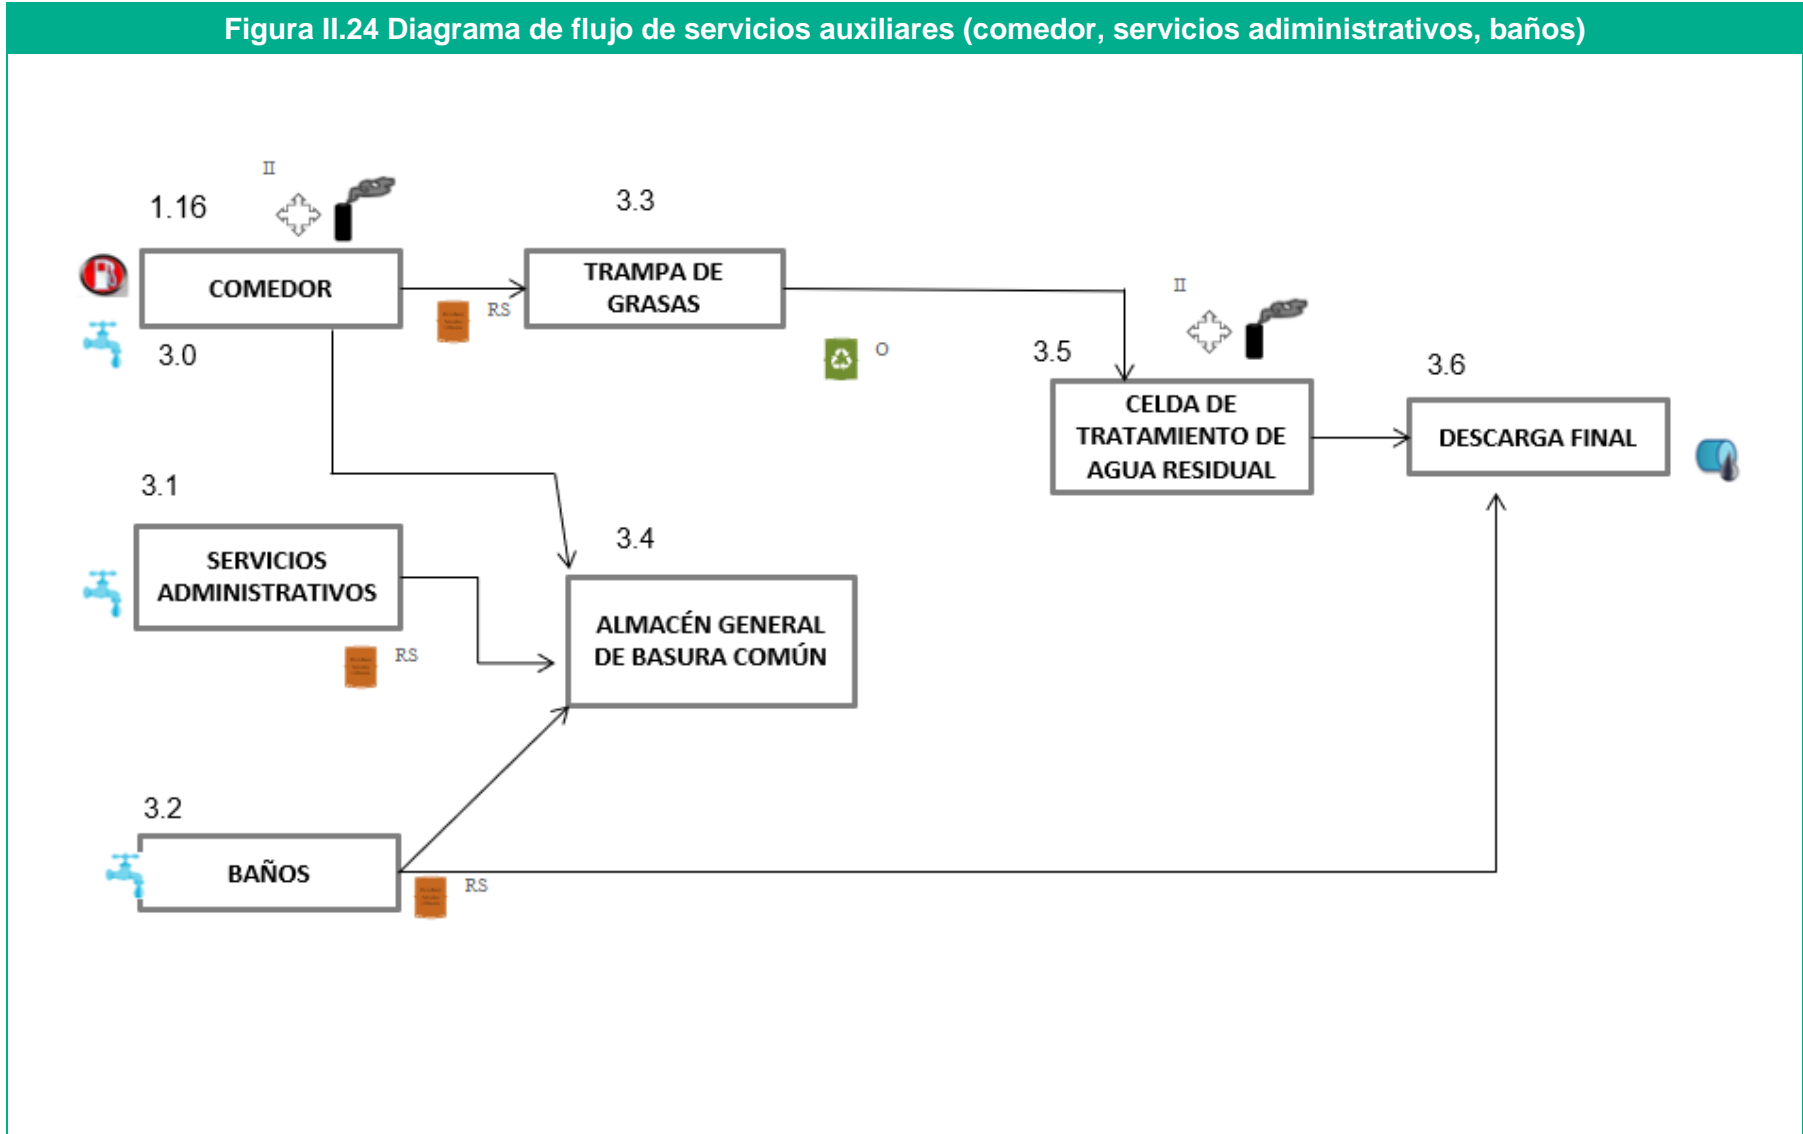 Figura II.24 Diagrama de flujo de servicios auxiliares (comedor, servicios adiministrativos, baños)
II
1.16
3.3
COMEDOR
TRAMPA DE
GRASAS
RS
II
3.0
O
3.5
3.6
CELDA DE
TRATAMIENTO DE
AGUA RESIDUAL
DESCARGA FINAL
3.1
3.4
SERVICIOS
ADMINISTRATIVOS
ALMACÉN GENERAL
DE BASURA COMÚN
RS
3.2
BAÑOS
RS